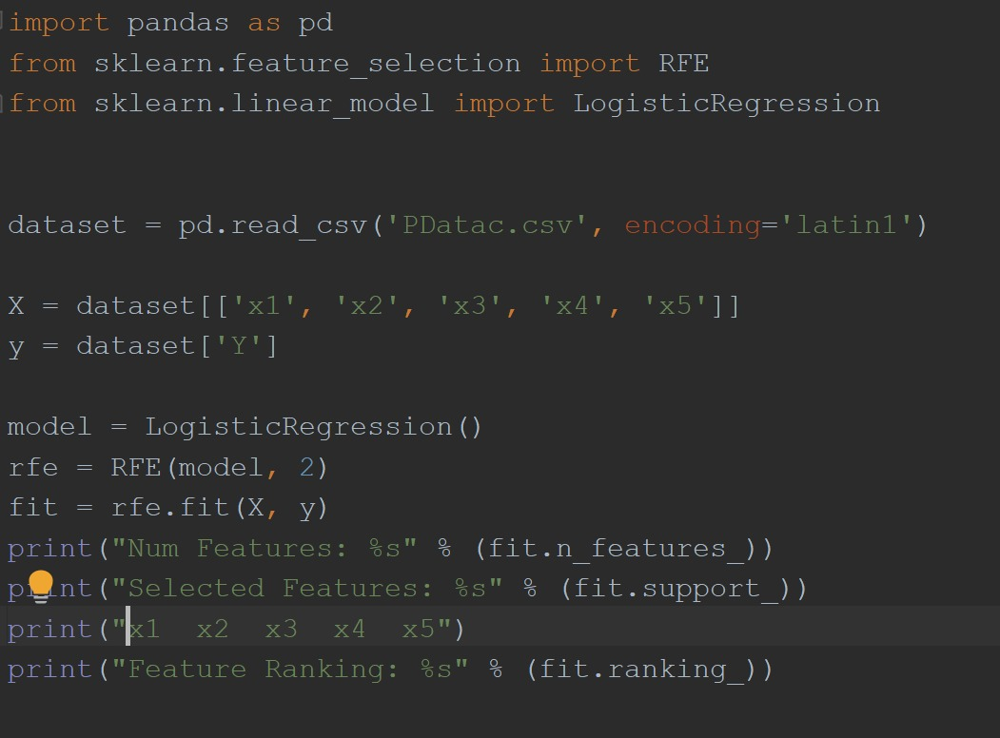 import pandas as pd
from sklearn.feature_selection import RFE
from sklearn.linear_model import LogisticRegression
dataset = pd.read_csv('PDatac.csv', encoding='latin1')
X = dataset[['x1', 'x2', 'x3', 'x4', 'x5']]
y = dataset['Y']
model = LogisticRegression()
rfe = RFE(model, 2)
fit = rfe.fit(X, y)
print("Num Features: %s" % (fit.n_features_))
print("Selected Features: %s" % (fit.support_))
print("x1  x2  x3  x4  x5")
print("Feature Ranking: %s" % (fit.ranking_))